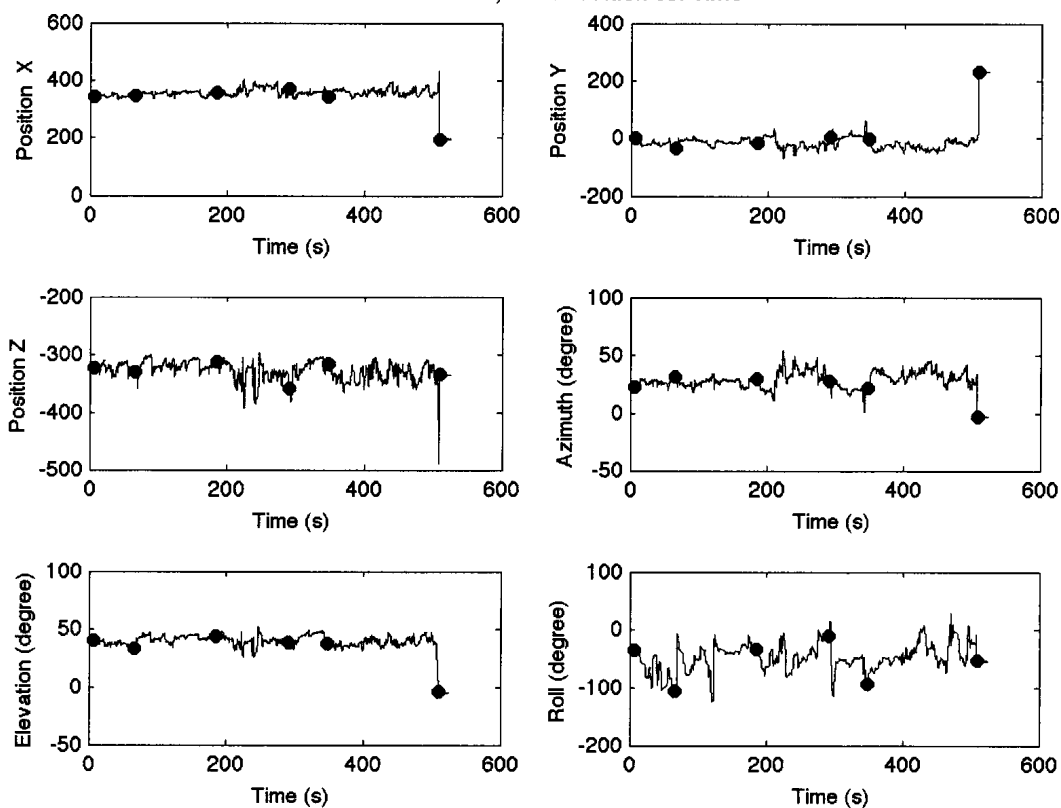 600
400
200
0
Position X
0 200 400 600
Time (s)
400
200
0
-200
Position Y
0 200 400 600
Time (s)
-200
-300
-400
-500
Position Z
0 200 400 600
Time (s)
100
50
0
-50
Azimuth (degree)
0 200 400 600
Time (s)
100
50
0
-50
Elevation (degree)
0 200 400 600
Time (s)
100
0
-100
-200
Roll (degree)
0 200 400 600
Time (s)